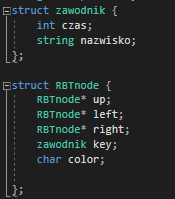 struct zawodnik {
int czas;
string nazwisko;
};
struct RBTnode {
RBTnode* up;
RBTnode* left;
RBTnode* right;
zawodnik key;
char color;
};